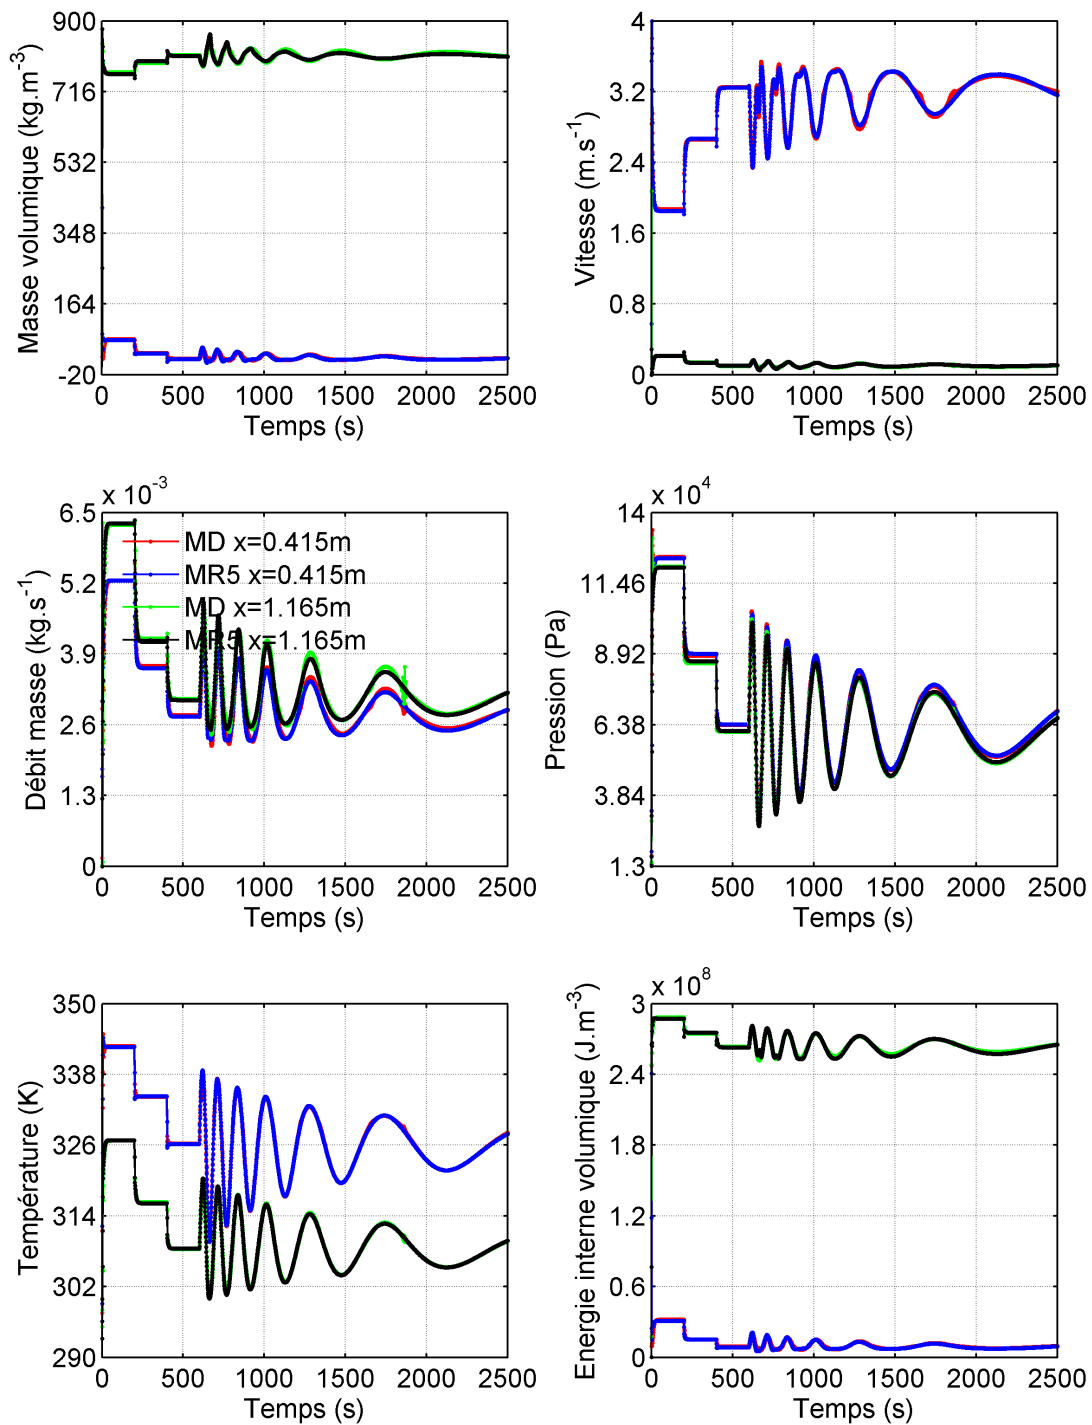 900
716
532
348
164
-20
Masse volumique (kg.m-3)
0 500 1000 1500 2000 2500
Temps (s)
4
3.2
2.4
1.6
0.8
0
Vitesse (m.s-1)
0 500 1000 1500 2000 2500
Temps (s)
x 10-3
6.5
5.2
3.9
2.6
1.3
0
Débit masse (kg.s-1)
MD x=0.415m
MR5 x=0.415m
MD x=1.165m
MR5 x=1.165m
0 500 1000 1500 2000 2500
Temps (s)
x 104
14
11.46
8.92
6.38
3.84
1.3
Pression (Pa)
0 500 1000 1500 2000 2500
Temps (s)
350
338
326
314
302
290
Température (K)
0 500 1000 1500 2000 2500
Temps (s)
x 108
3
2.4
1.8
1.2
0.6
0
Energie interne volumique (J.m-3)
0 500 1000 1500 2000 2500
Temps (s)